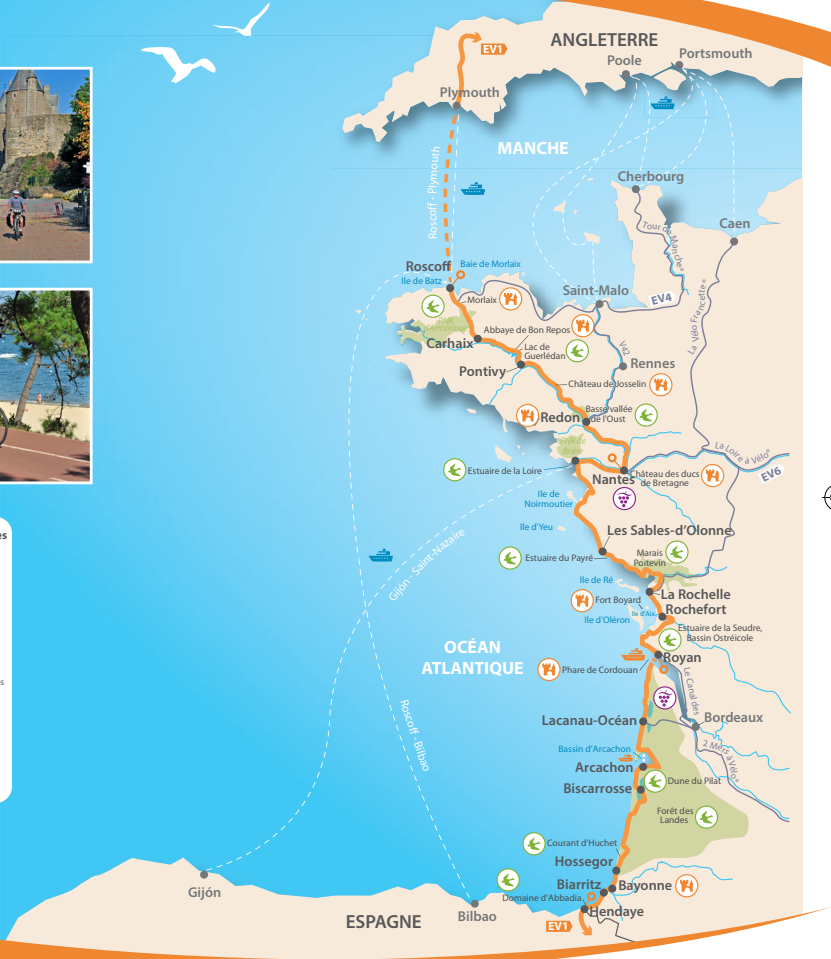 EV1
ANGLETERRE
Poole
Portsmouth
Plymouth
MANCHE
Roscoff - Plymouth
Cherbourg
Tour de Manche®
Caen
Roscoff
Baie de Morlaix
Ile de Batz
Morlaix
Saint-Malo
EV4
La Vélo Francette®
Abbaye de Bon Repos
Carhaix
Lac de
Guerlédan
V42
Rennes
Pontivy
Château de Josselin
Redon
Basse vallée
de l'Oust
La Loire à Vélo®
EV6
Estuaire de la Loire
Nantes
Château des ducs
de Bretagne
Ile de
Noirmoutier
Ile d'Yeu
Les Sables-d'Olonne
Gijón - Saint-Nazaire
Estuaire du Payré
Marais
Poitevin
Ile de Ré
La Rochelle
Fort Boyard
Ile d'Aix
Rochefort
Ile d'Oléron
Estuaire de la Seudre,
Bassin Ostréicole
OCÉAN
ATLANTIQUE
Royan
Phare de Cordouan
Le Canal des
2 Mers à Vélo®
Lacanau-Océan
Bordeaux
Roscoff - Bilbao
Bassin d'Arcachon
Arcachon
Dune du Pilat
Biscarrosse
Forêt des
Landes
Courant d'Huchet
Hossegor
Biarritz
Bayonne
Domaine d'Abbadia
Hendaye
Gijón
Bilbao
ESPAGNE
EV1